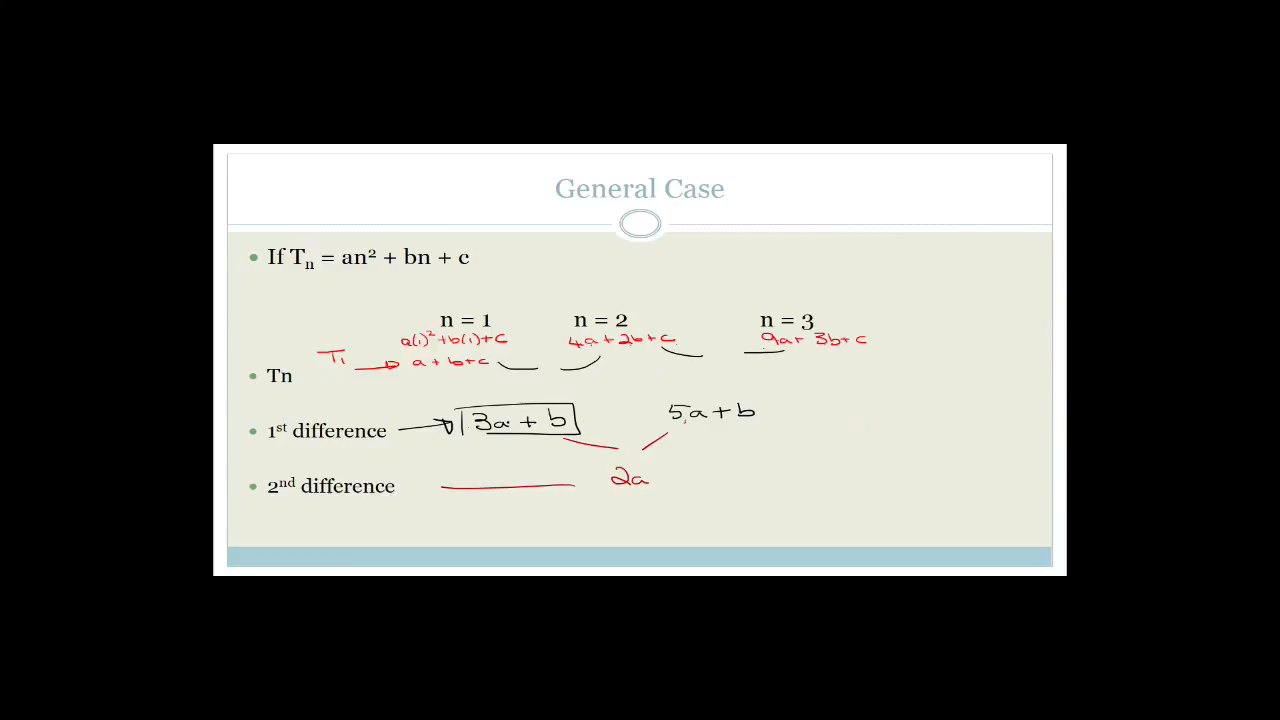 General Case
If Tn = an² + bn + c
n = 1 n = 2 n = 3
a(1)² + b(1) + c 4a + 2b + c 9a + 3b + c
T₁ a + b + c
Tn
1st difference 3a + b 5a + b
2nd difference 2a